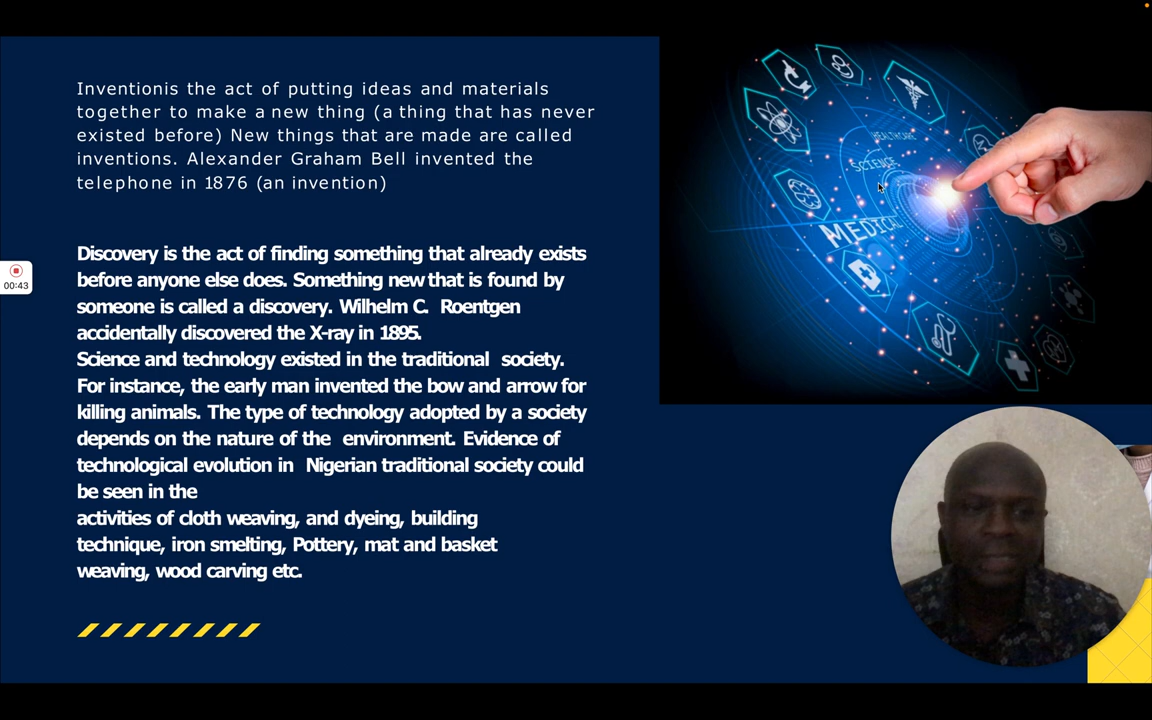 Inventionis the act of putting ideas and materials
together to make a new thing (a thing that has never
existed before) New things that are made are called
inventions. Alexander Graham Bell invented the
telephone in 1876 (an invention)
Discovery is the act of finding something that already exists
before anyone else does. Something new that is found by
someone is called a discovery. Wilhelm C. Roentgen
accidentally discovered the X-ray in 1895.
Science and technology existed in the traditional society.
For instance, the early man invented the bow and arrow for
killing animals. The type of technology adopted by a society
depends on the nature of the environment. Evidence of
technological evolution in Nigerian traditional society could
be seen in the
activities of cloth weaving, and dyeing, building
technique, iron smelting, Pottery, mat and basket
weaving, wood carving etc.
HEALTHCARE
SCIENCE
MEDICAL
00:43